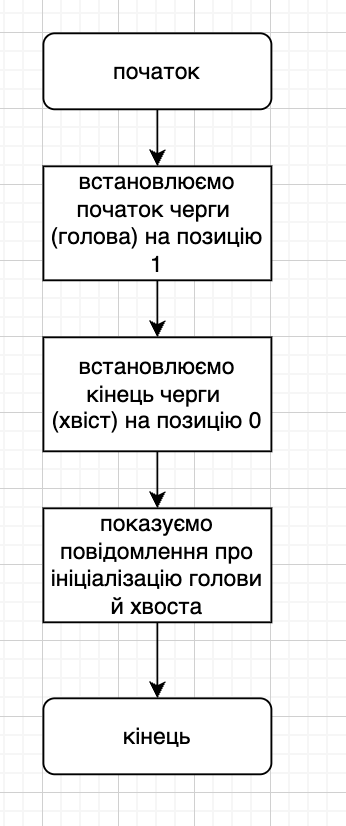 початок
встановлюємо
початок черги
(голова) на позицію
1
встановлюємо
кінець черги
(хвіст) на позицію 0
показуємо
повідомлення про
ініціалізацію голови
й хвоста
кінець